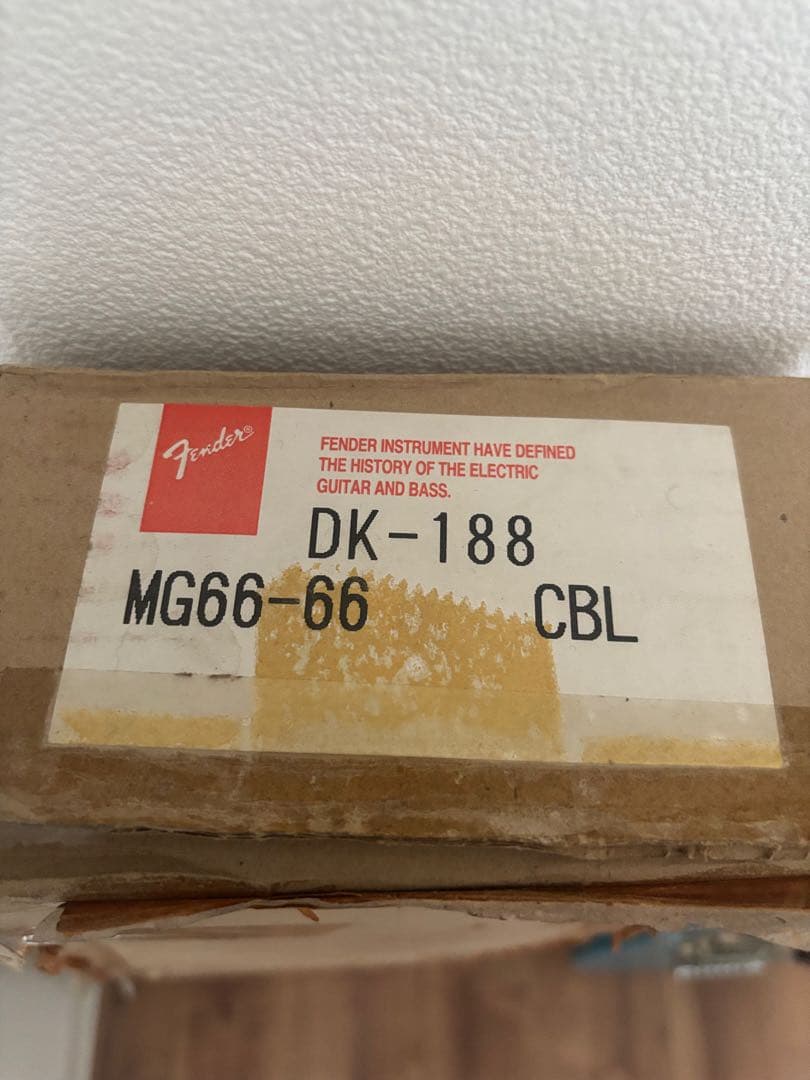 Fender®
FENDER INSTRUMENT HAVE DEFINED
THE HISTORY OF THE ELECTRIC
GUITAR AND BASS.
DK-188
MG66-66 CBL